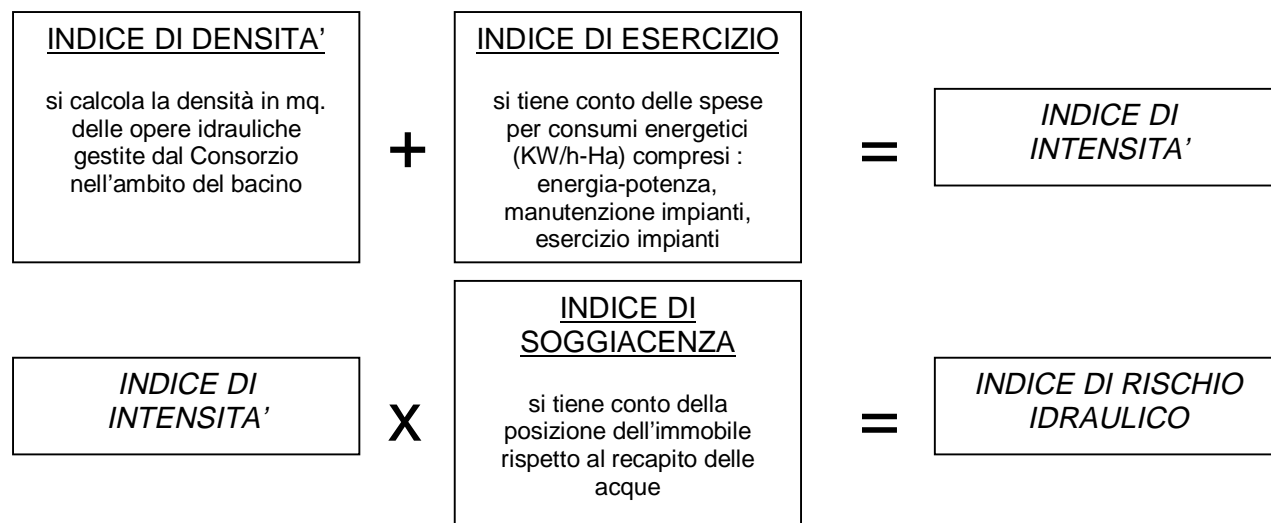 INDICE DI DENSITA’
si calcola la densità in mq.
delle opere idrauliche
gestite dal Consorzio
nell’ambito del bacino
+
INDICE DI ESERCIZIO
si tiene conto delle spese
per consumi energetici
(KW/h-Ha) compresi :
energia-potenza,
manutenzione impianti,
esercizio impianti
=
INDICE DI
INTENSITA’
INDICE DI
INTENSITA’
x
INDICE DI
SOGGIACENZA
si tiene conto della
posizione dell’immobile
rispetto al recapito delle
acque
=
INDICE DI RISCHIO
IDRAULICO